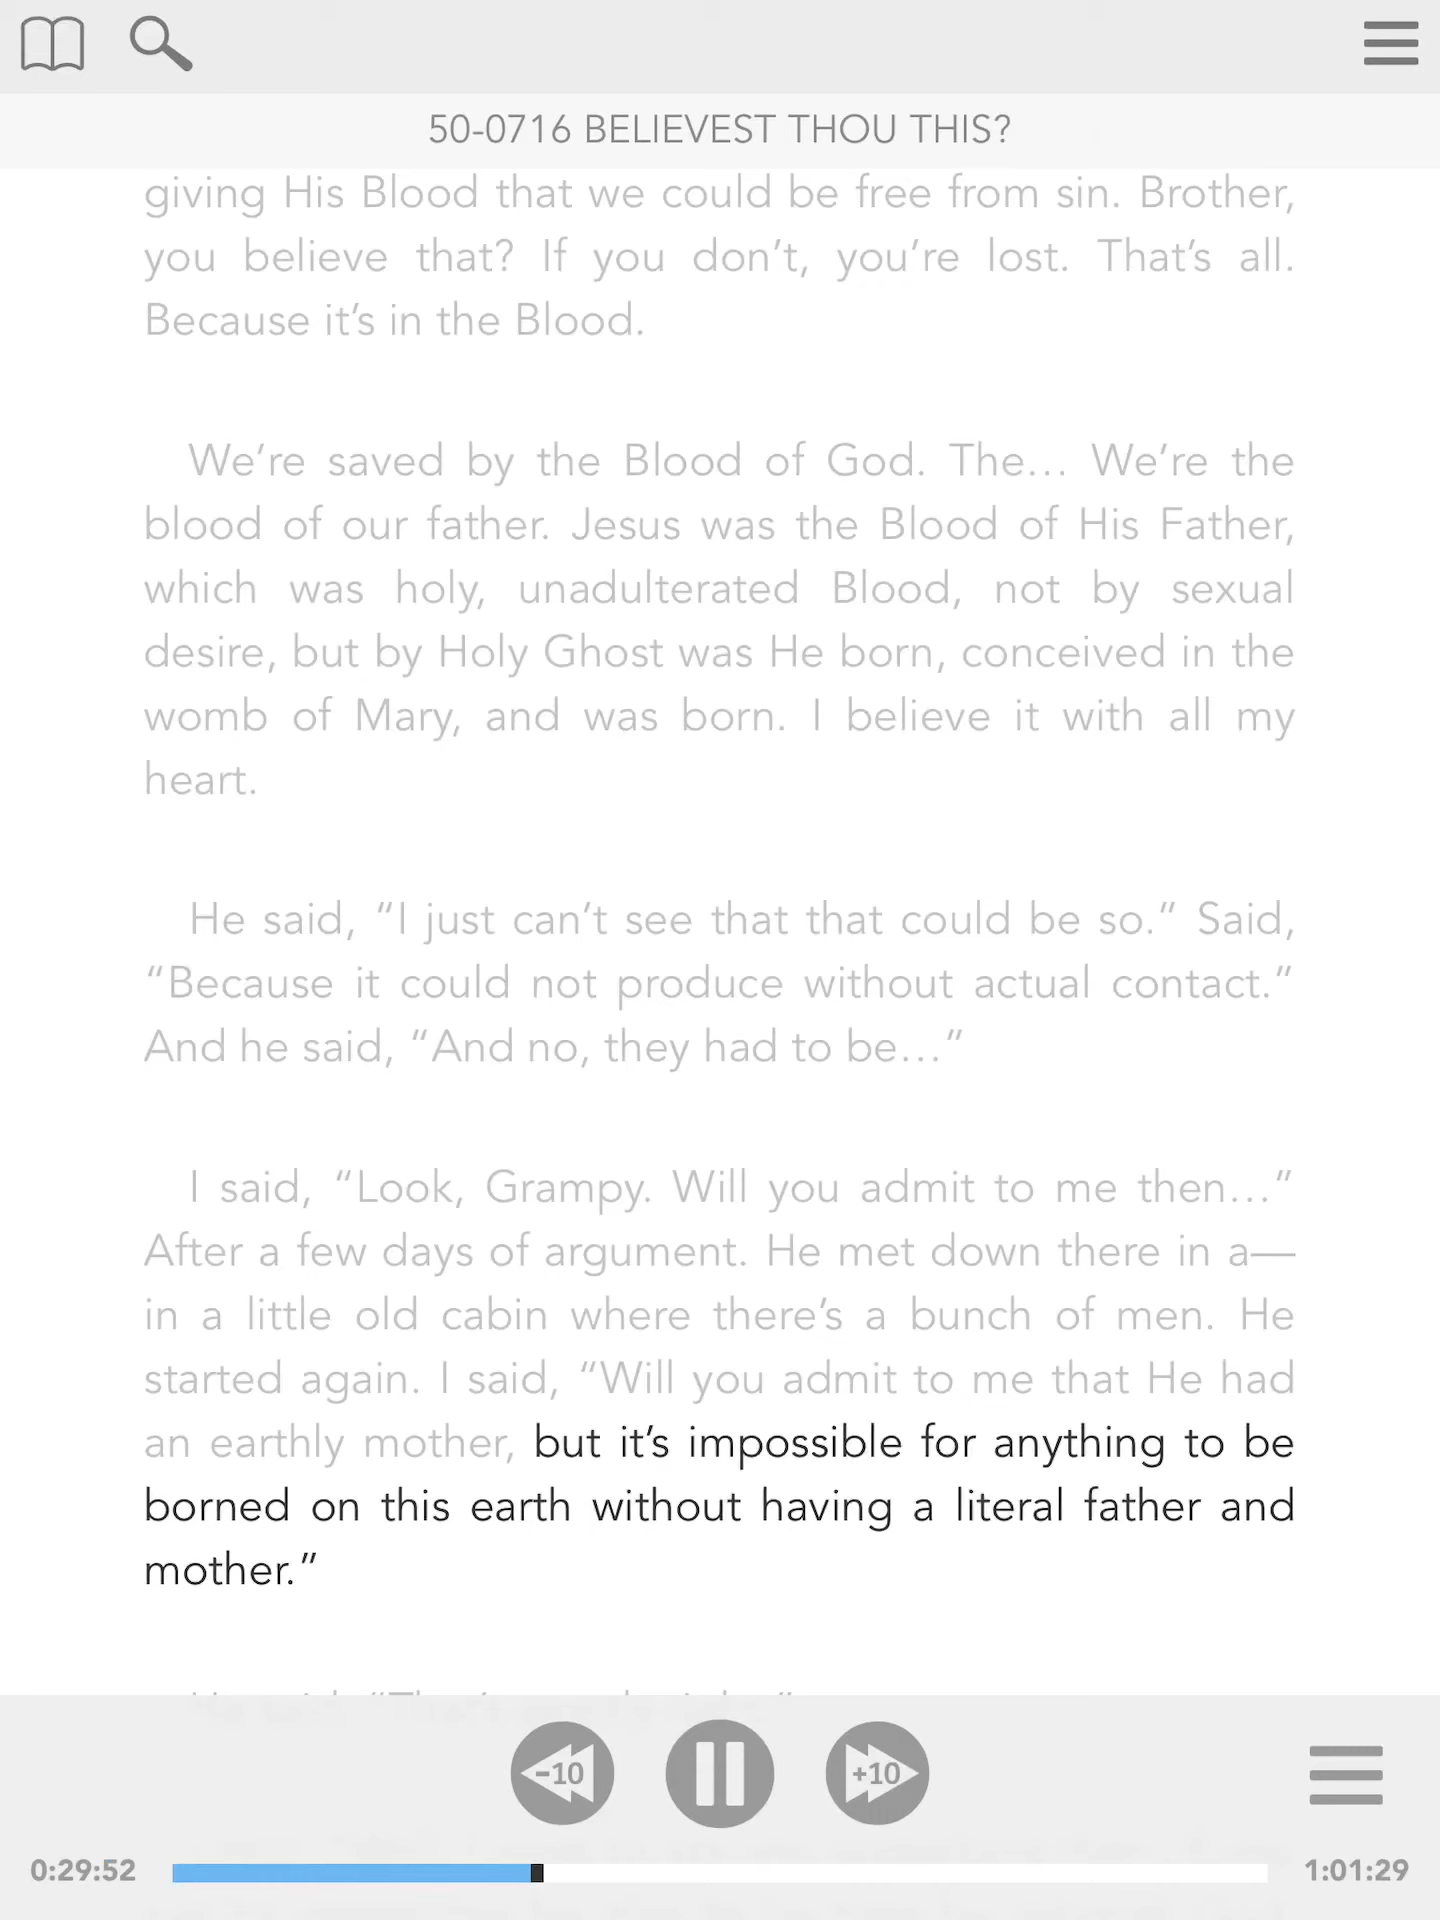 50-0716 BELIEVEST THOU THIS?
giving His Blood that we could be free from sin. Brother,
you believe that? If you don’t, you’re lost. That’s all.
Because it’s in the Blood.
We’re saved by the Blood of God. The… We’re the
blood of our father. Jesus was the Blood of His Father,
which was holy, unadulterated Blood, not by sexual
desire, but by Holy Ghost was He born, conceived in the
womb of Mary, and was born. I believe it with all my
heart.
He said, “I just can’t see that that could be so.” Said,
“Because it could not produce without actual contact.”
And he said, “And no, they had to be…”
I said, “Look, Grampy. Will you admit to me then…”
After a few days of argument. He met down there in a—
in a little old cabin where there’s a bunch of men. He
started again. I said, “Will you admit to me that He had
an earthly mother, but it’s impossible for anything to be
borned on this earth without having a literal father and
mother.”
-10 +10
0:29:52 1:01:29